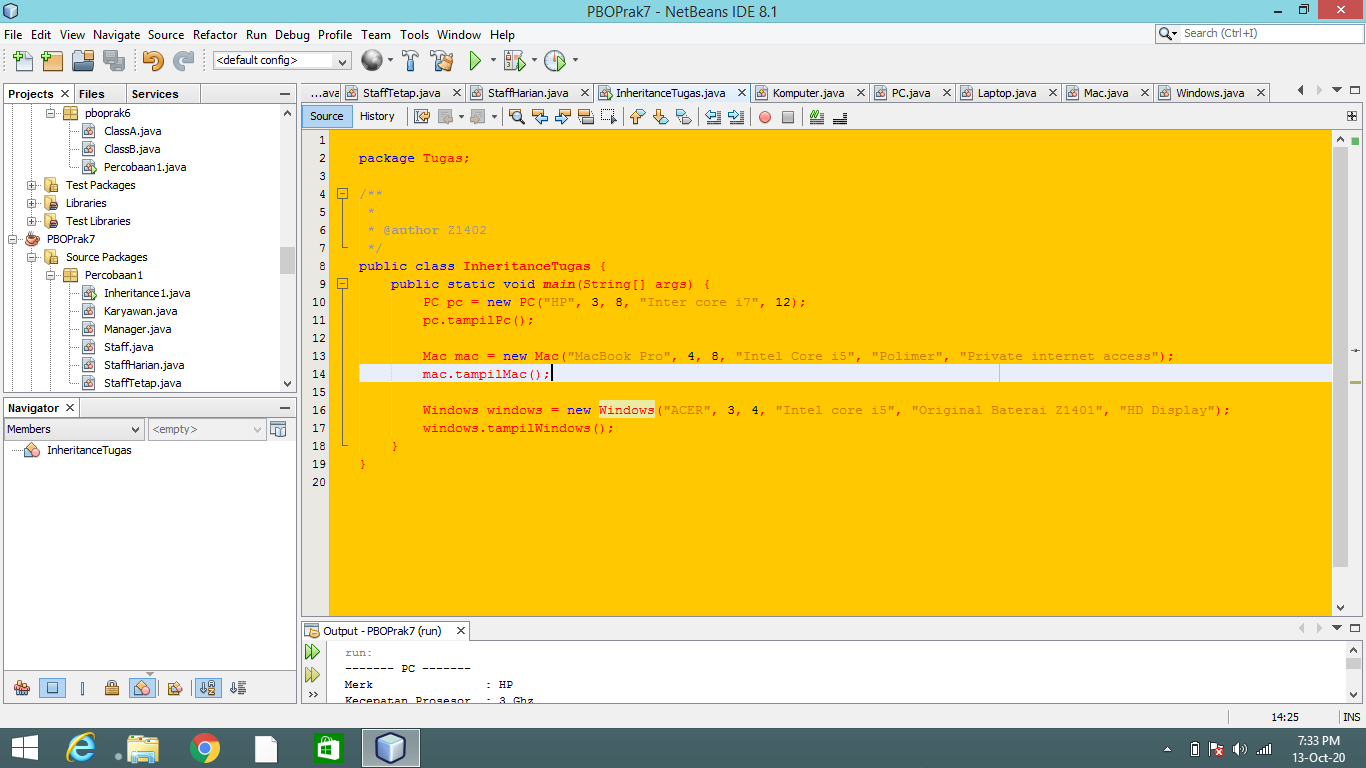 PBOPrak7 - NetBeans IDE 8.1
File Edit View Navigate Source Refactor Run Debug Profile Team Tools Window Help
Search (Ctrl+I)
<default config>
Projects Files Services
pboprak6
ClassA.java
ClassB.java
Percobaan1.java
Test Packages
Libraries
Test Libraries
PBOPrak7
Source Packages
Percobaan1
Inheritance1.java
Karyawan.java
Manager.java
Staff.java
StaffHarian.java
StaffTetap.java
Navigator
Members <empty>
InheritanceTugas
...ava StaffTetap.java StaffHarian.java InheritanceTugas.java Komputer.java PC.java Laptop.java Mac.java Windows.java
Source History
1
2 package Tugas;
3
4 /**
5 *
6 * @author Z1402
7 */
8 public class InheritanceTugas {
9 public static void main(String[] args) {
10 PC pc = new PC("HP", 3, 8, "Inter core i7", 12);
11 pc.tampilPc();
12
13 Mac mac = new Mac("MacBook Pro", 4, 8, "Intel Core i5", "Polimer", "Private internet access");
14 mac.tampilMac();
15
16 Windows windows = new Windows("ACER", 3, 4, "Intel core i5", "Original Baterai Z1401", "HD Display");
17 windows.tampilWindows();
18 }
19 }
20
Output - PBOPrak7 (run)
run:
------- PC -------
Merk : HP
Kecepatan Prosesor : 3 Ghz
14:25 INS
7:33 PM
13-Oct-20